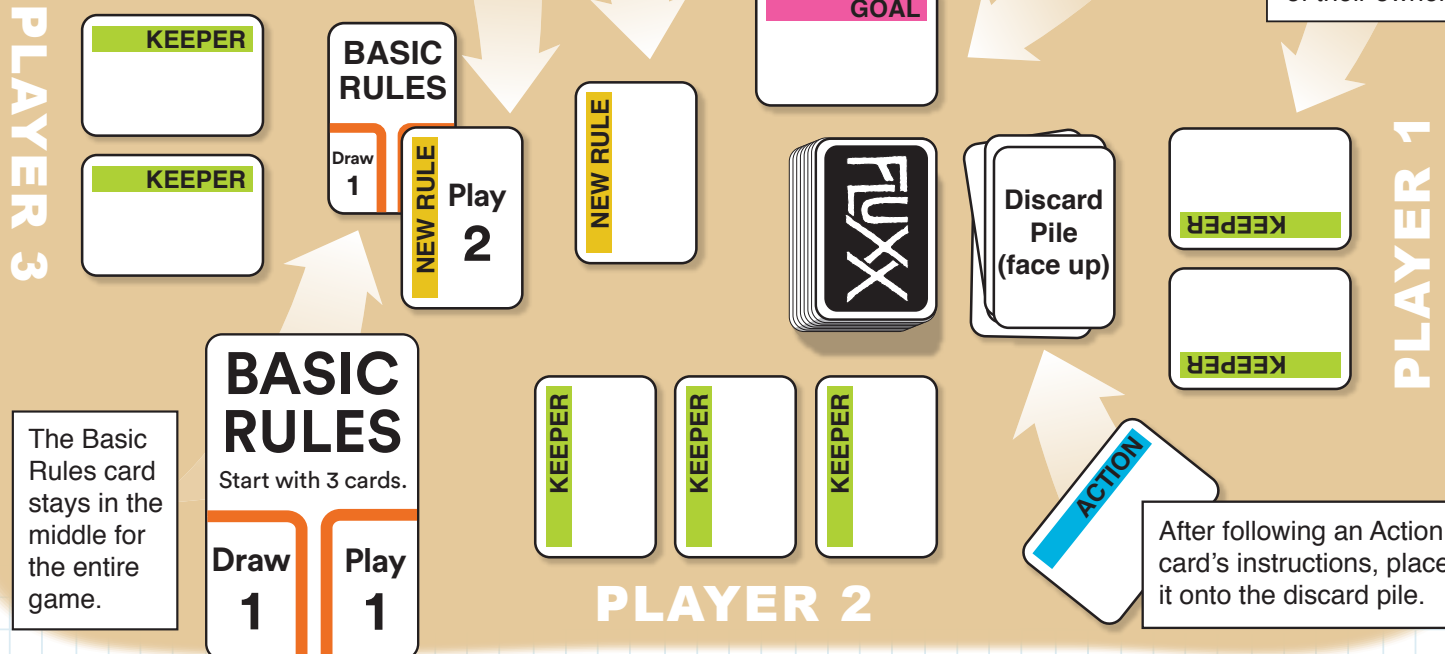 GOAL
PLAYER 3
KEEPER
KEEPER
BASIC
RULES
Draw
1
NEW RULE
Play
2
NEW RULE
FLUXX
Discard
Pile
(face up)
KEEPER
KEEPER
PLAYER 1
The Basic
Rules card
stays in the
middle for
the entire
game.
BASIC
RULES
Start with 3 cards.
Draw
1
Play
1
KEEPER
KEEPER
KEEPER
PLAYER 2
ACTION
After following an Action
card's instructions, place
it onto the discard pile.